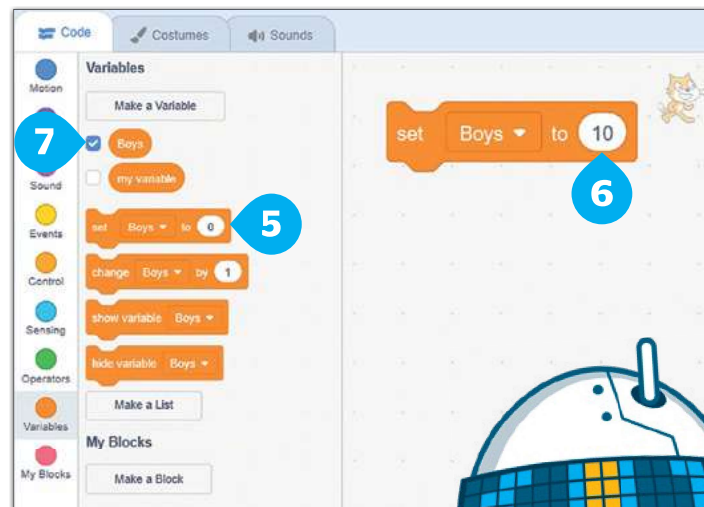 Code
Costumes
Sounds
Motion
Sound
Events
Control
Sensing
Operators
Variables
My Blocks
Variables
Make a Variable
7
Boys
my variable
set Boys to 0
5
change Boys by 1
show variable Boys
hide variable Boys
Make a List
My Blocks
Make a Block
set Boys to 10
6